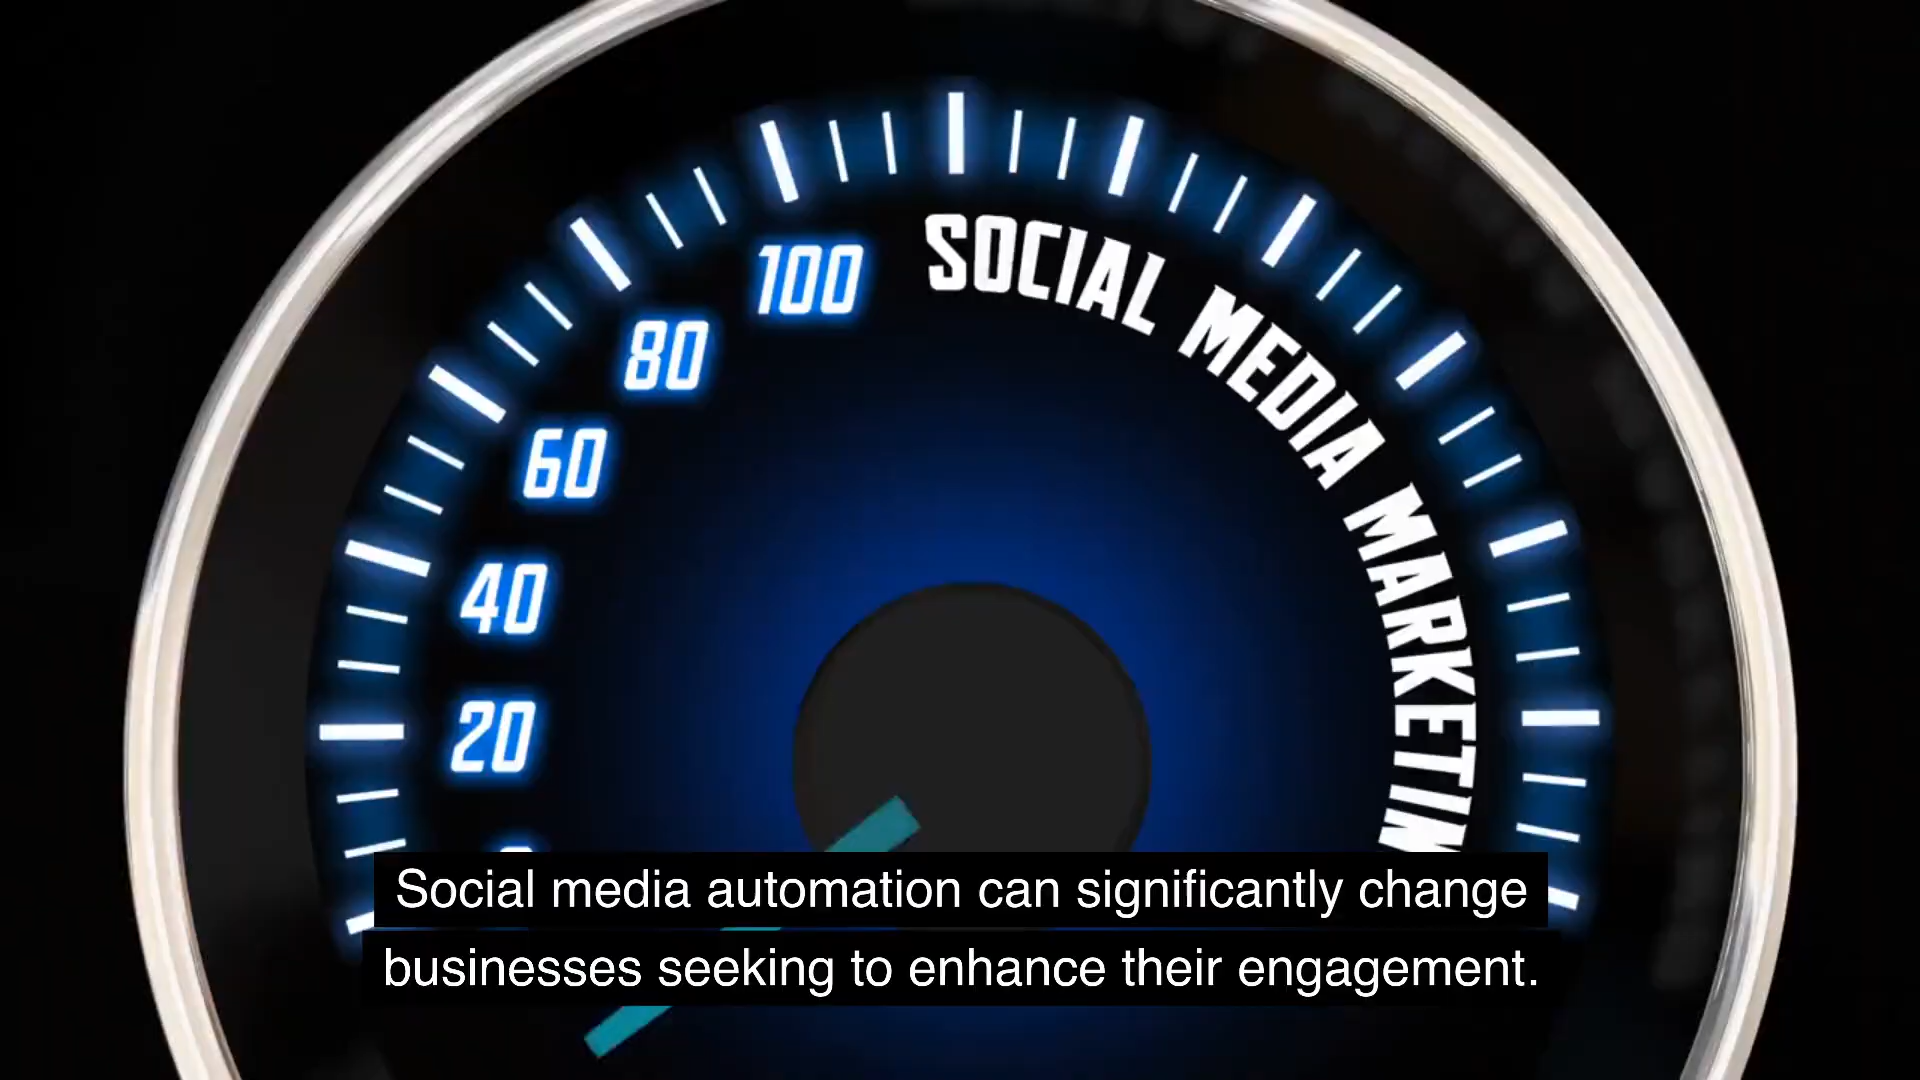 100
80
60
40
20
SOCIAL MEDIA MARKETIN
Social media automation can significantly change
businesses seeking to enhance their engagement.